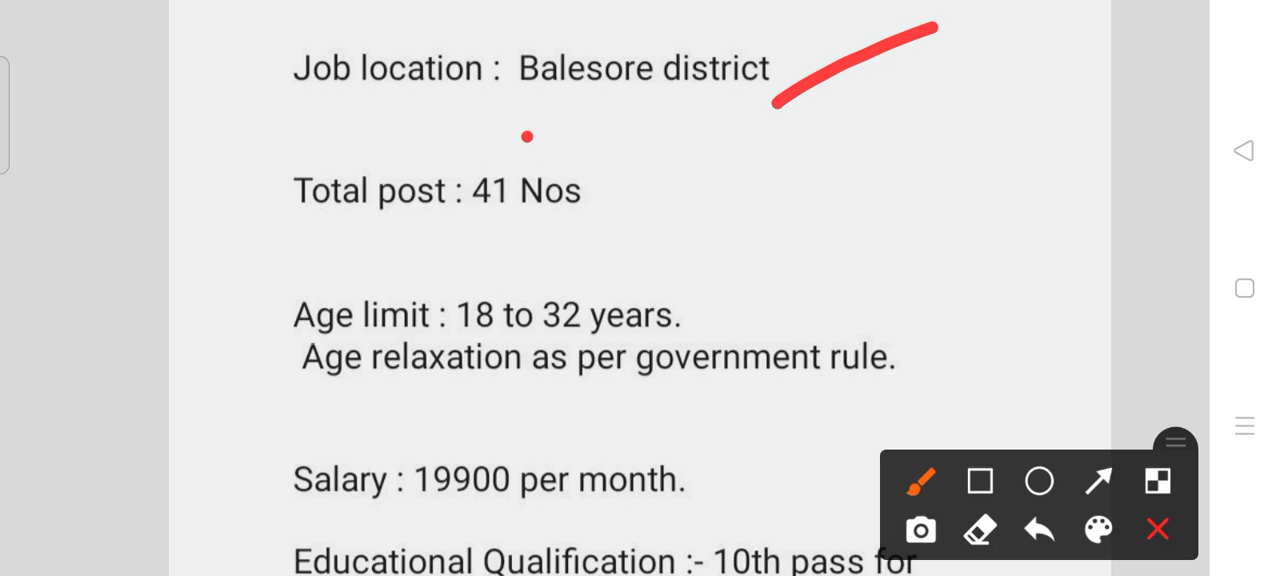 Job location : Balesore district
Total post : 41 Nos
Age limit : 18 to 32 years.
Age relaxation as per government rule.
Salary : 19900 per month.
Educational Qualification :- 10th pass for